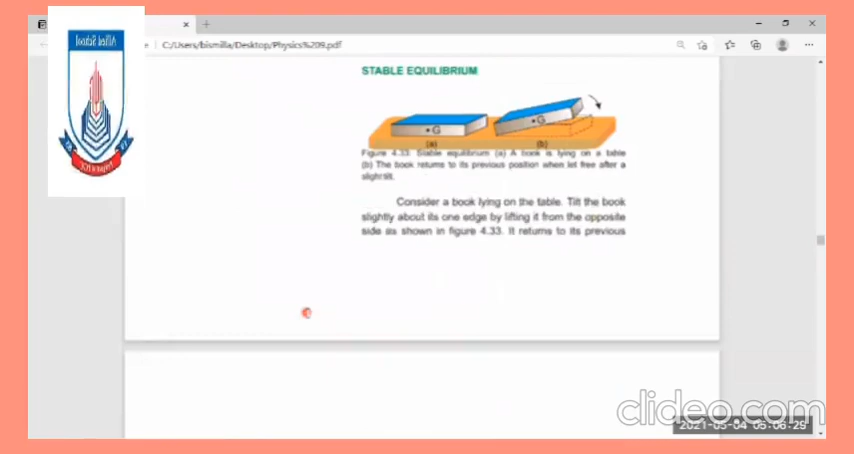 Allied School
C:/Users/bismilla/Desktop/Physics%209.pdf
STABLE EQUILIBRIUM
G
G
(a)
(b)
Figure 4.33 Stable equilibrium (a) A book is lying on a table
(b) The book returns to its previous position when let free after a
slight tilt.
Consider a book lying on the table. Tilt the book
slightly about its one edge by lifting it from the opposite
side as shown in figure 4.33. It returns to its previous
clideo.com
2021-05-04 05:06:29